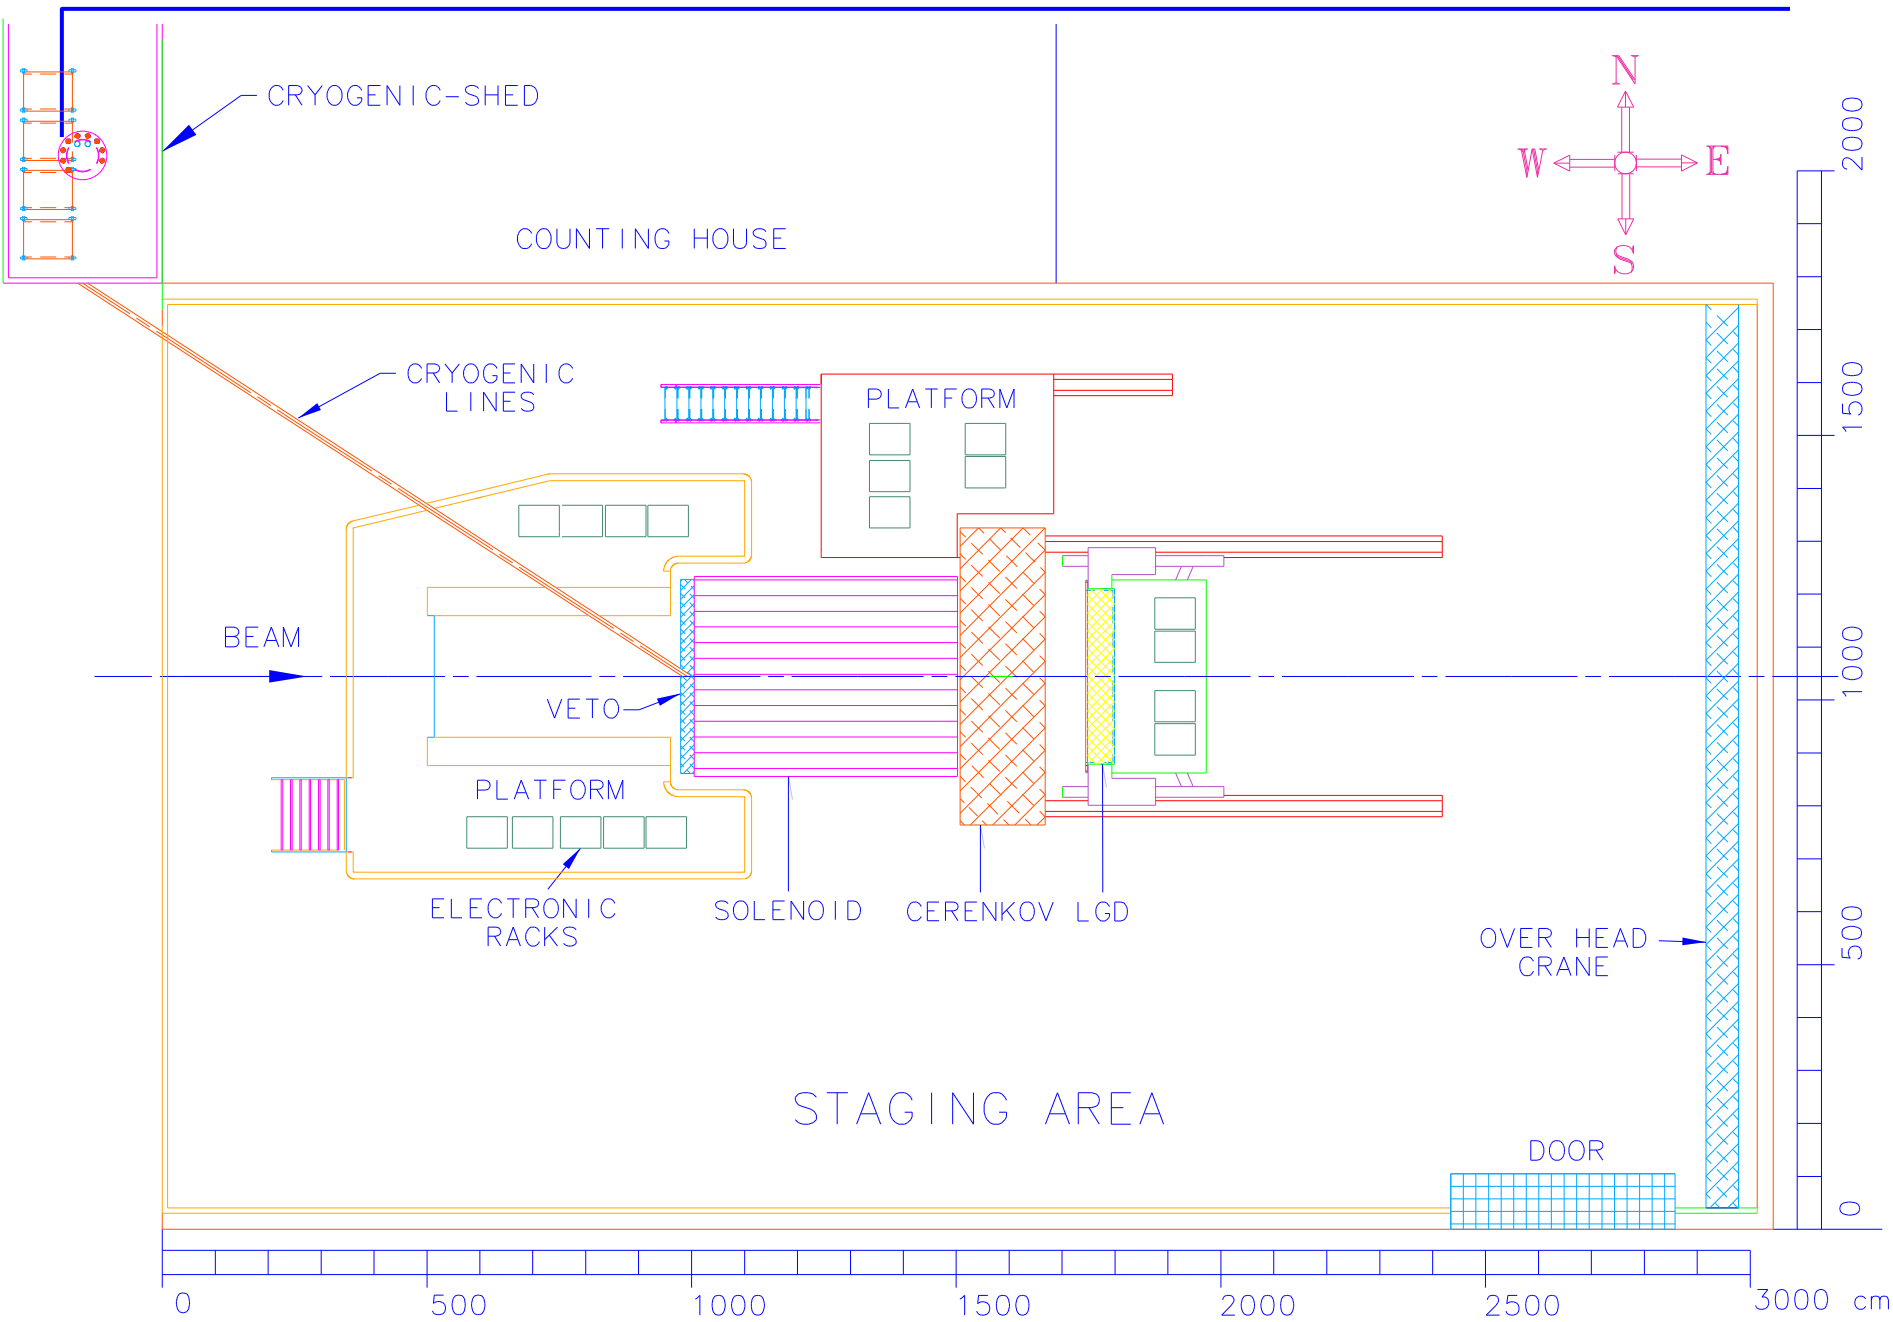 N
CRYOGENIC-SHED
2000
W
E
COUNTING HOUSE
S
CRYOGENIC
LINES
PLATFORM
1500
BEAM
1000
VETO
PLATFORM
ELECTRONIC
RACKS
SOLENOID
CERENKOV
LGD
OVER HEAD
CRANE
500
STAGING AREA
DOOR
0
0
500
1000
1500
2000
2500
3000 cm